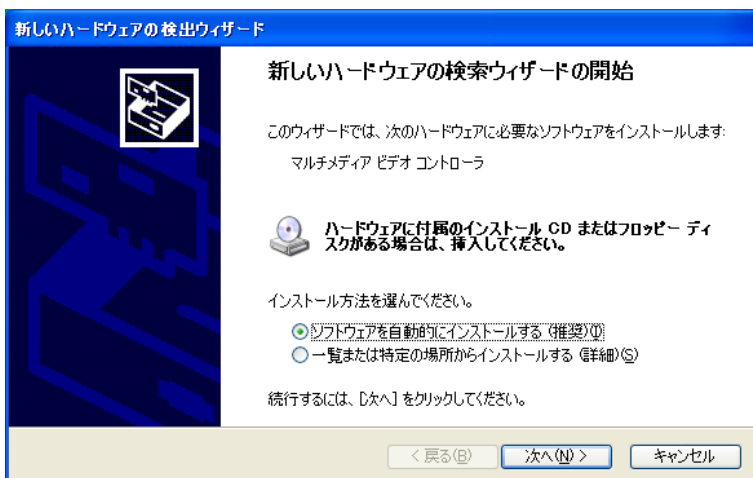 新しいハードウェアの検出ウィザード
新しいハードウェアの検索ウィザードの開始
このウィザードでは、次のハードウェアに必要なソフトウェアをインストールします:
マルチメディア ビデオ コントローラ
ハードウェアに付属のインストール CD またはフロッピー ディ
スクがある場合は、挿入してください。
インストール方法を選んでください。
ソフトウェアを自動的にインストールする (推奨)(I)
一覧または特定の場所からインストールする (詳細)(S)
続行するには、[次へ] をクリックしてください。
< 戻る(B)
次へ(N) >
キャンセル